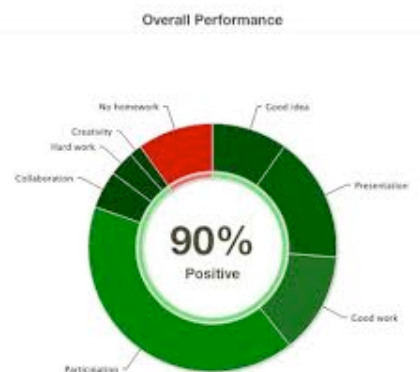 Overall Performance
No homework
Good idea
Creativity
Hard work
Collaboration
Presentation
90%
Positive
Good work
Participation